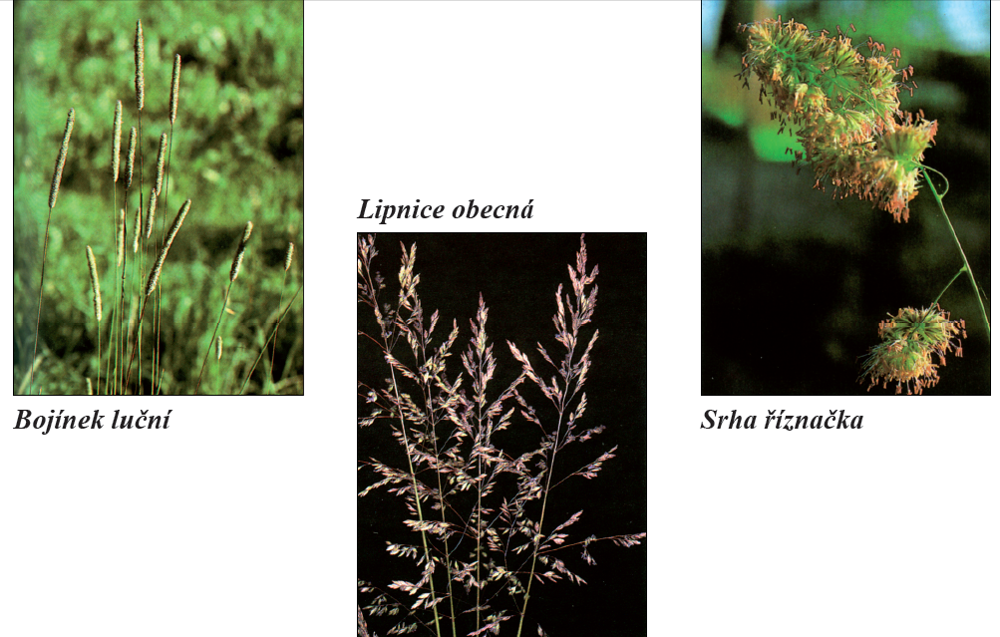 Lipnice obecná
Bojínek luční
Srha říznačka